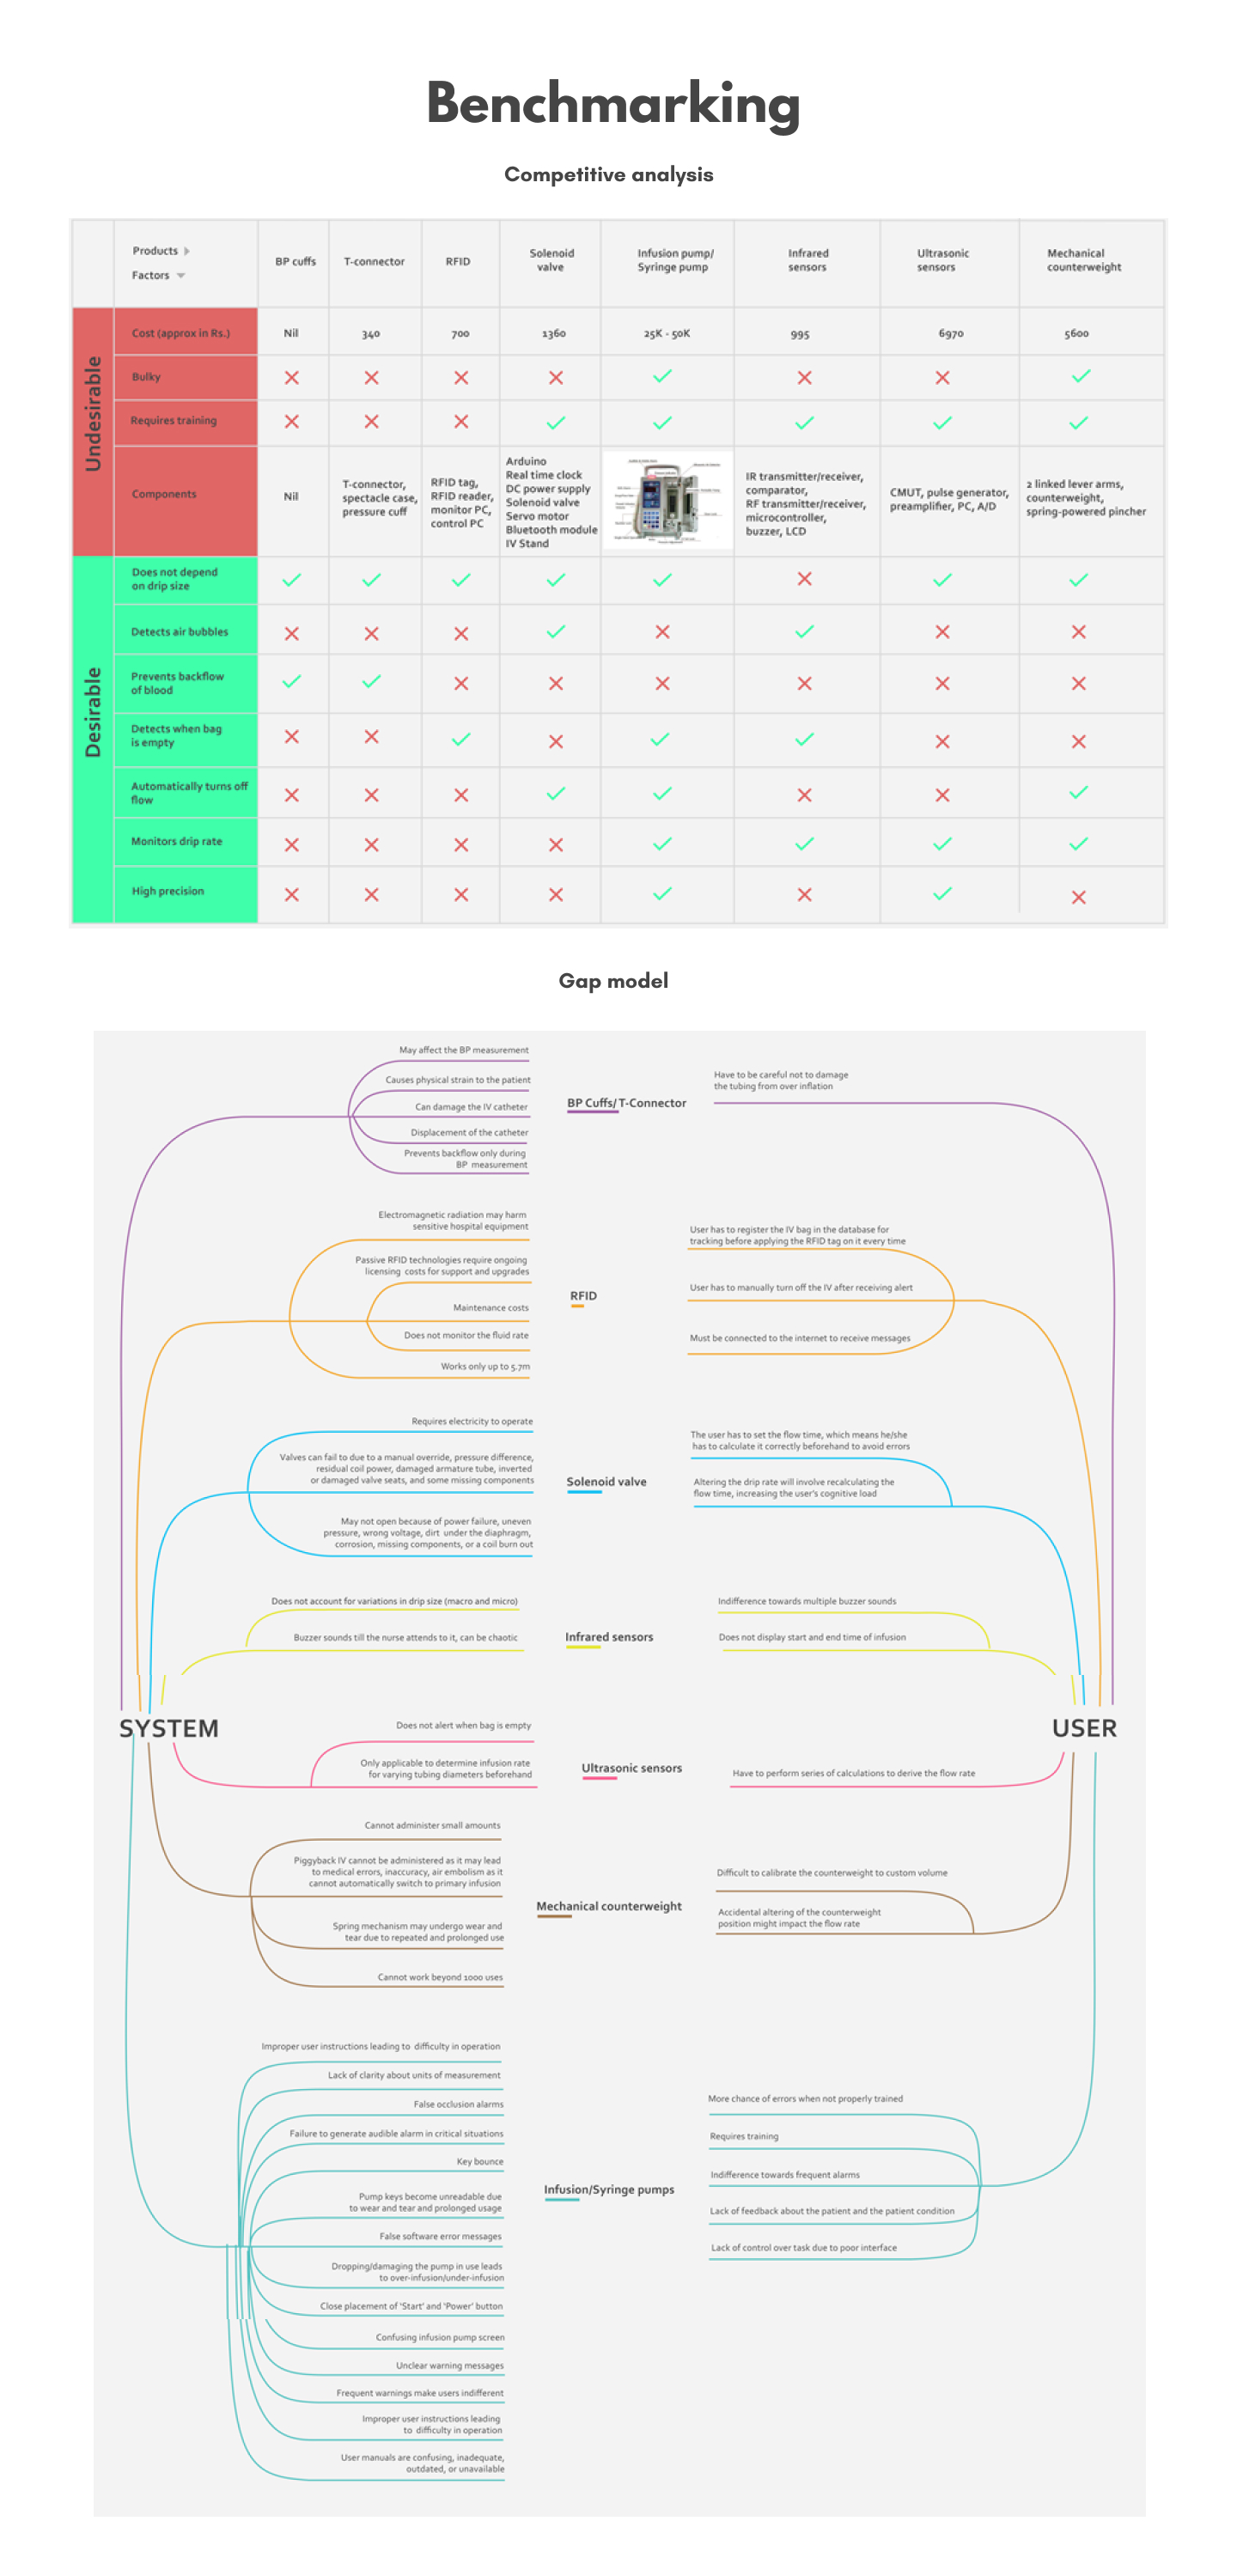 Benchmarking
Competitive analysis
Products
Factors
BP cuffs
T-connector
RFID
Solenoid
valve
Infusion pump/
Syringe pump
Infrared
sensors
Ultrasonic
sensors
Mechanical
counterweight
Undesirable
Cost (approx in Rs.)
Nil
340
700
1360
25K - 50K
995
6970
5600
Bulky
Requires training
Components
Nil
T-connector,
spectacle case,
pressure cuff
RFID tag,
RFID reader,
monitor PC,
control PC
Arduino
Real time clock
DC power supply
Solenoid valve
Servo motor
Bluetooth module
IV Stand
IR transmitter/receiver,
comparator,
RF transmitter/receiver,
microcontroller,
buzzer, LCD
CMUT, pulse generator,
preamplifier, PC, A/D
2 linked lever arms,
counterweight,
spring-powered pincher
Desirable
Does not depend
on drip size
Detects air bubbles
Prevents backflow
of blood
Detects when bag
is empty
Automatically turns off
flow
Monitors drip rate
High precision
Gap model
May affect the BP measurement
Causes physical strain to the patient
Can damage the IV catheter
Displacement of the catheter
Prevents backflow only during
BP measurement
BP Cuffs/ T-Connector
Have to be careful not to damage
the tubing from over inflation
Electromagnetic radiation may harm
sensitive hospital equipment
Passive RFID technologies require ongoing
licensing costs for support and upgrades
Maintenance costs
Does not monitor the fluid rate
Works only up to 5.7m
RFID
User has to register the IV bag in the database for
tracking before applying the RFID tag on it every time
User has to manually turn off the IV after receiving alert
Must be connected to the internet to receive messages
Requires electricity to operate
Valves can fail to due to a manual override, pressure difference,
residual coil power, damaged armature tube, inverted
or damaged valve seats, and some missing components
May not open because of power failure, uneven
pressure, wrong voltage, dirt under the diaphragm,
corrosion, missing components, or a coil burn out
Solenoid valve
The user has to set the flow time, which means he/she
has to calculate it correctly beforehand to avoid errors
Altering the drip rate will involve recalculating the
flow time, increasing the user's cognitive load
Does not account for variations in drip size (macro and micro)
Buzzer sounds till the nurse attends to it, can be chaotic
Infrared sensors
Indifference towards multiple buzzer sounds
Does not display start and end time of infusion
SYSTEM
USER
Does not alert when bag is empty
Only applicable to determine infusion rate
for varying tubing diameters beforehand
Ultrasonic sensors
Have to perform series of calculations to derive the flow rate
Cannot administer small amounts
Piggyback IV cannot be administered as it may lead
to medical errors, inaccuracy, air embolism as it
cannot automatically switch to primary infusion
Spring mechanism may undergo wear and
tear due to repeated and prolonged use
Cannot work beyond 1000 uses
Mechanical counterweight
Difficult to calibrate the counterweight to custom volume
Accidental altering of the counterweight
position might impact the flow rate
Improper user instructions leading to difficulty in operation
Lack of clarity about units of measurement
False occlusion alarms
Failure to generate audible alarm in critical situations
Key bounce
Pump keys become unreadable due
to wear and tear and prolonged usage
False software error messages
Dropping/damaging the pump in use leads
to over-infusion/under-infusion
Close placement of 'Start' and 'Power' button
Confusing infusion pump screen
Unclear warning messages
Frequent warnings make users indifferent
Improper user instructions leading
to difficulty in operation
User manuals are confusing, inadequate,
outdated, or unavailable
Infusion/Syringe pumps
More chance of errors when not properly trained
Requires training
Indifference towards frequent alarms
Lack of feedback about the patient and the patient condition
Lack of control over task due to poor interface